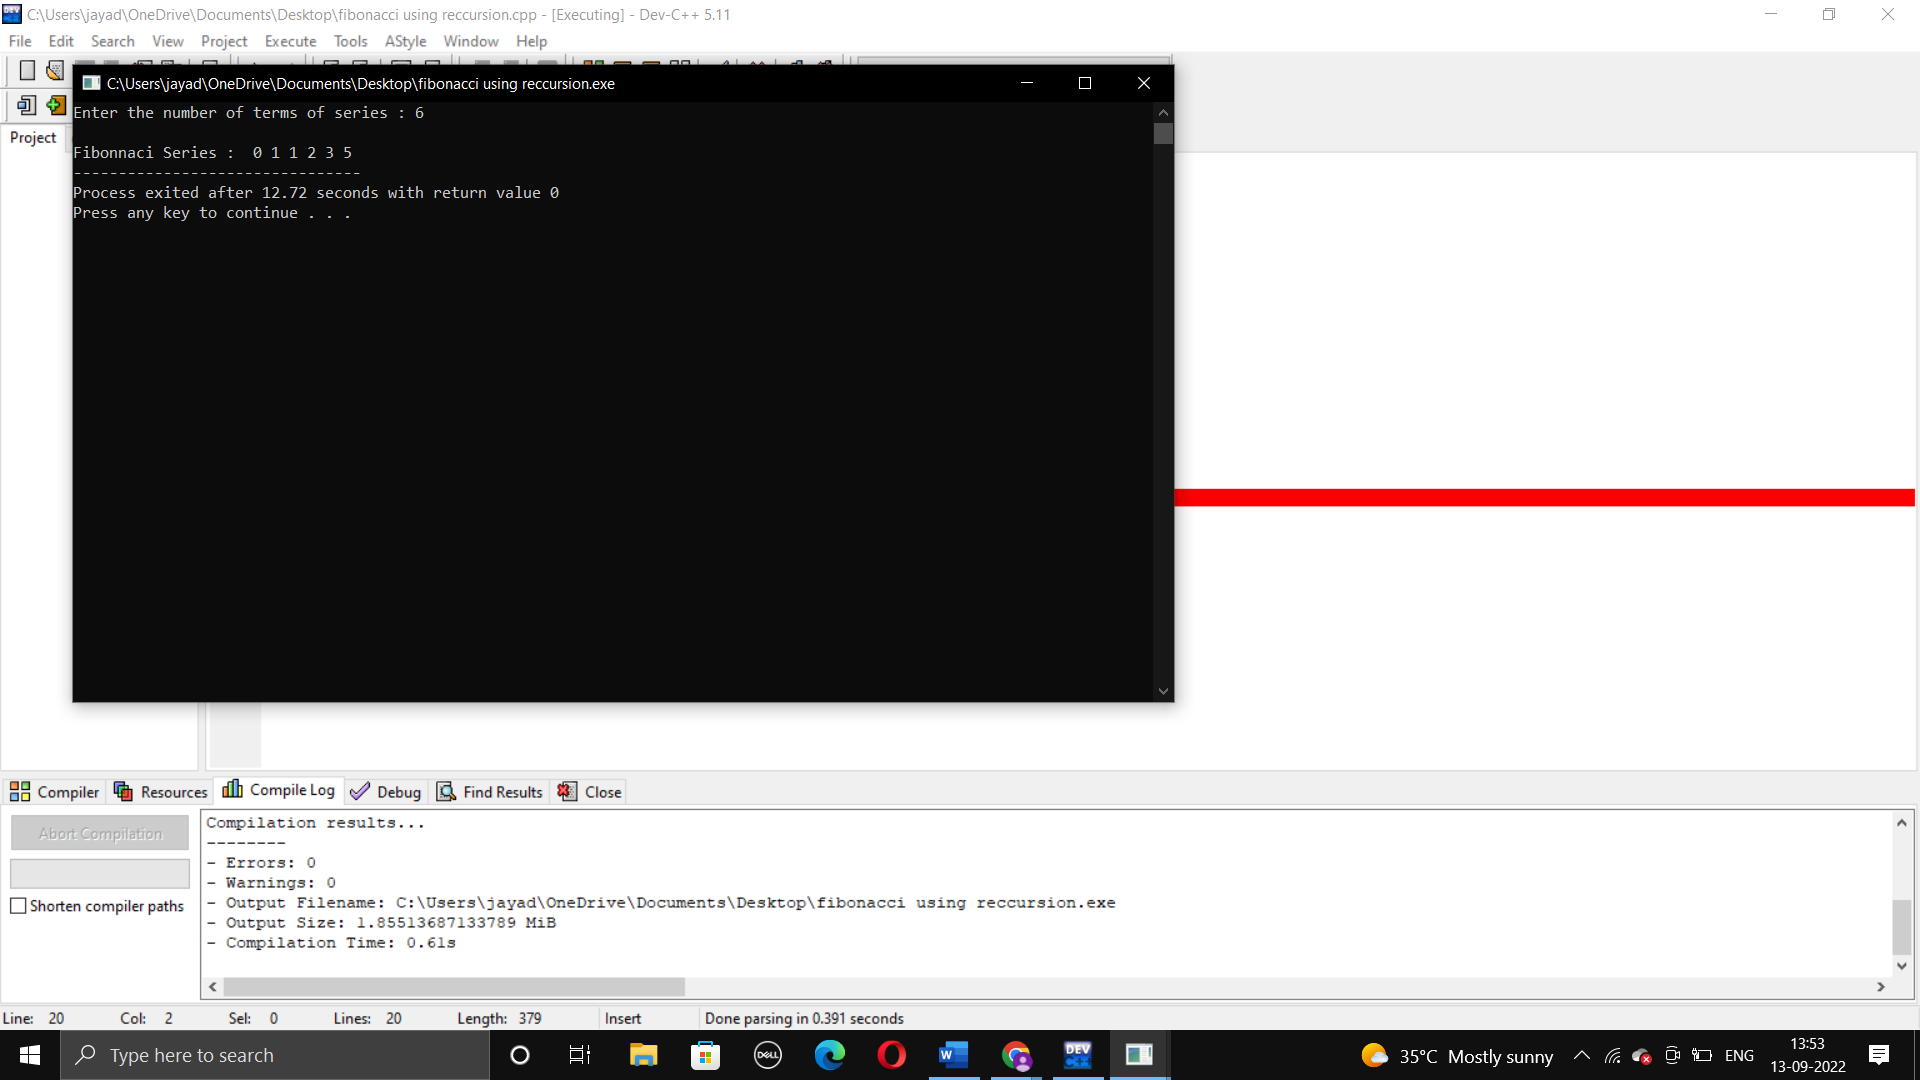 C:\Users\jayad\OneDrive\Documents\Desktop\fibonacci using reccursion.cpp - [Executing] - Dev-C++ 5.11
File Edit Search View Project Execute Tools AStyle Window Help
C:\Users\jayad\OneDrive\Documents\Desktop\fibonacci using reccursion.exe
Enter the number of terms of series : 6
Project
Fibonnaci Series :  0 1 1 2 3 5
--------------------------------
Process exited after 12.72 seconds with return value 0
Press any key to continue . . .
Compiler Resources Compile Log Debug Find Results Close
Abort Compilation
Shorten compiler paths
Compilation results...
--------
- Errors: 0
- Warnings: 0
- Output Filename: C:\Users\jayad\OneDrive\Documents\Desktop\fibonacci using reccursion.exe
- Output Size: 1.85513687133789 MiB
- Compilation Time: 0.61s
Line: 20 Col: 2 Sel: 0 Lines: 20 Length: 379 Insert Done parsing in 0.391 seconds
Type here to search
DELL
DEV
35°C Mostly sunny
ENG
13:53
13-09-2022